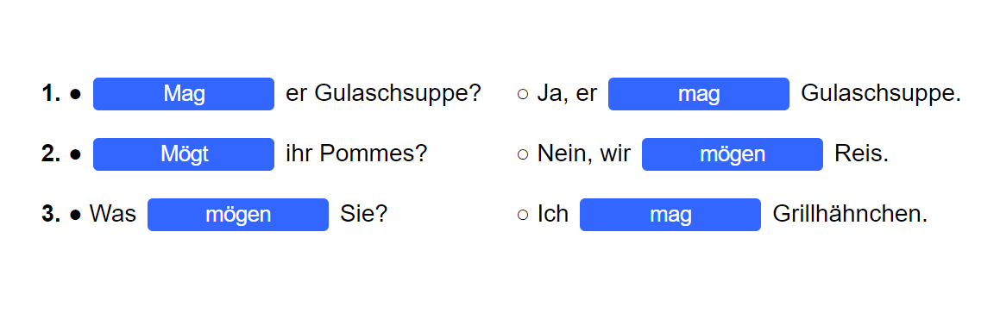 1. ● Mag er Gulaschsuppe? ○ Ja, er mag Gulaschsuppe.
2. ● Mögt ihr Pommes? ○ Nein, wir mögen Reis.
3. ● Was mögen Sie? ○ Ich mag Grillhähnchen.